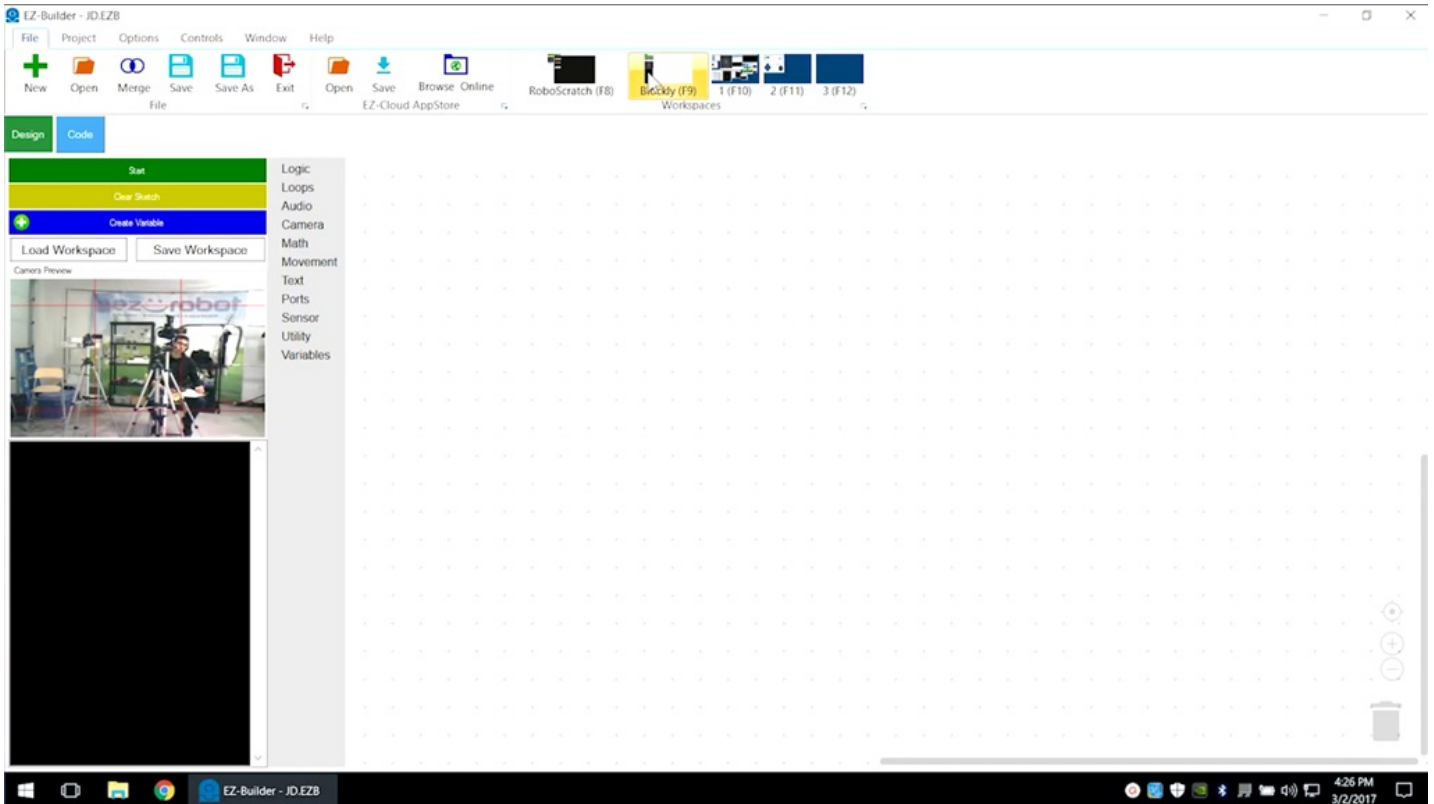 EZ-Builder - JD.EZB
File Project Options Controls Window Help
New Open Merge Save Save As Exit Open Save Browse Online RoboScratch (F8) Blockly (F9) 1 (F10) 2 (F11) 3 (F12)
File EZ-Cloud AppStore Workspaces
Design Code
Start
Clear Sketch
Create Variable
Load Workspace Save Workspace
Camera Preview
ez robot
Logic
Loops
Audio
Camera
Math
Movement
Text
Ports
Sensor
Utility
Variables
EZ-Builder - JD.EZB
4:26 PM
3/2/2017